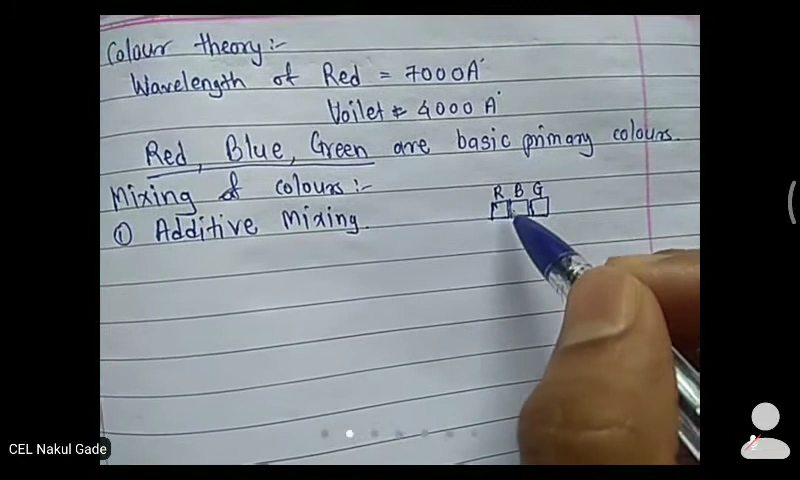 Colour theory:-
Wavelength of Red = 7000A°
Voilet = 4000 A°
Red, Blue, Green are basic primary colours.
Mixing of colours:-
R B G
① Additive Mixing.
CEL Nakul Gade